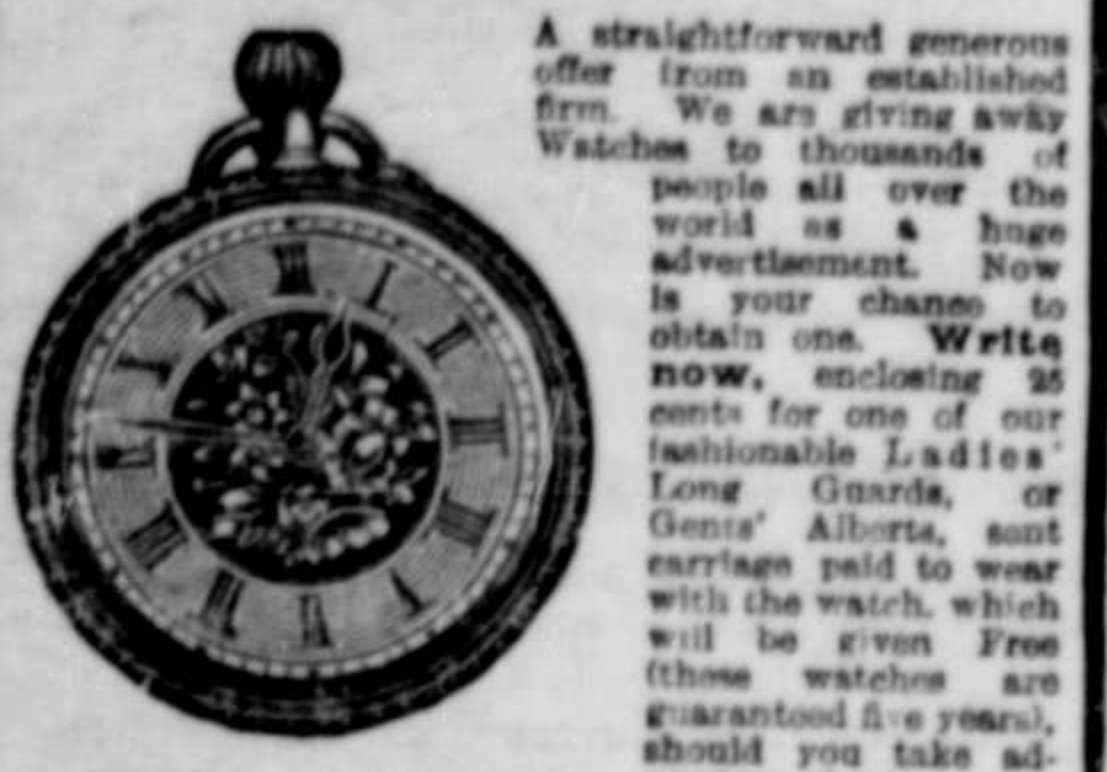 A straightforward generous
offer from an established
firm. We are giving away
Watches to thousands of
people all over the
world as a huge
advertisement. Now
is your chance to
obtain one. Write
now, enclosing 25
cents for one of our
fashionable Ladies'
Long Guards, or
Gents' Alberts, sent
carriage paid to wear
with the watch, which
will be given Free
(these watches are
guaranteed five years),
should you take ad-